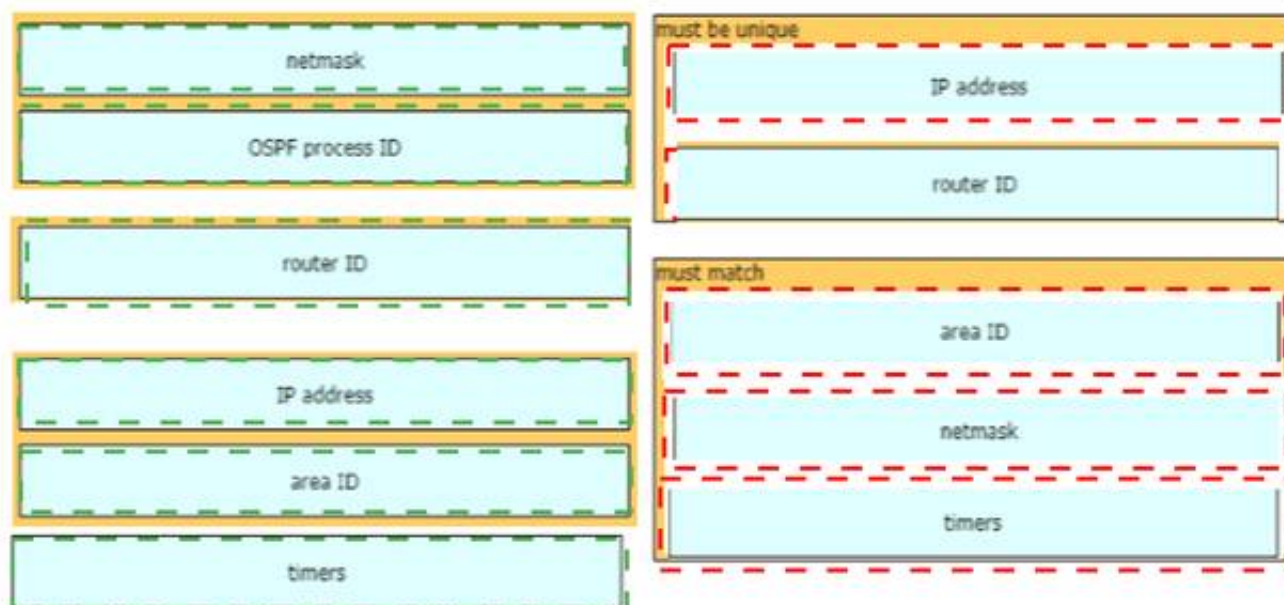 netmask
OSPF process ID
router ID
IP address
area ID
timers
must be unique
IP address
router ID
must match
area ID
netmask
timers